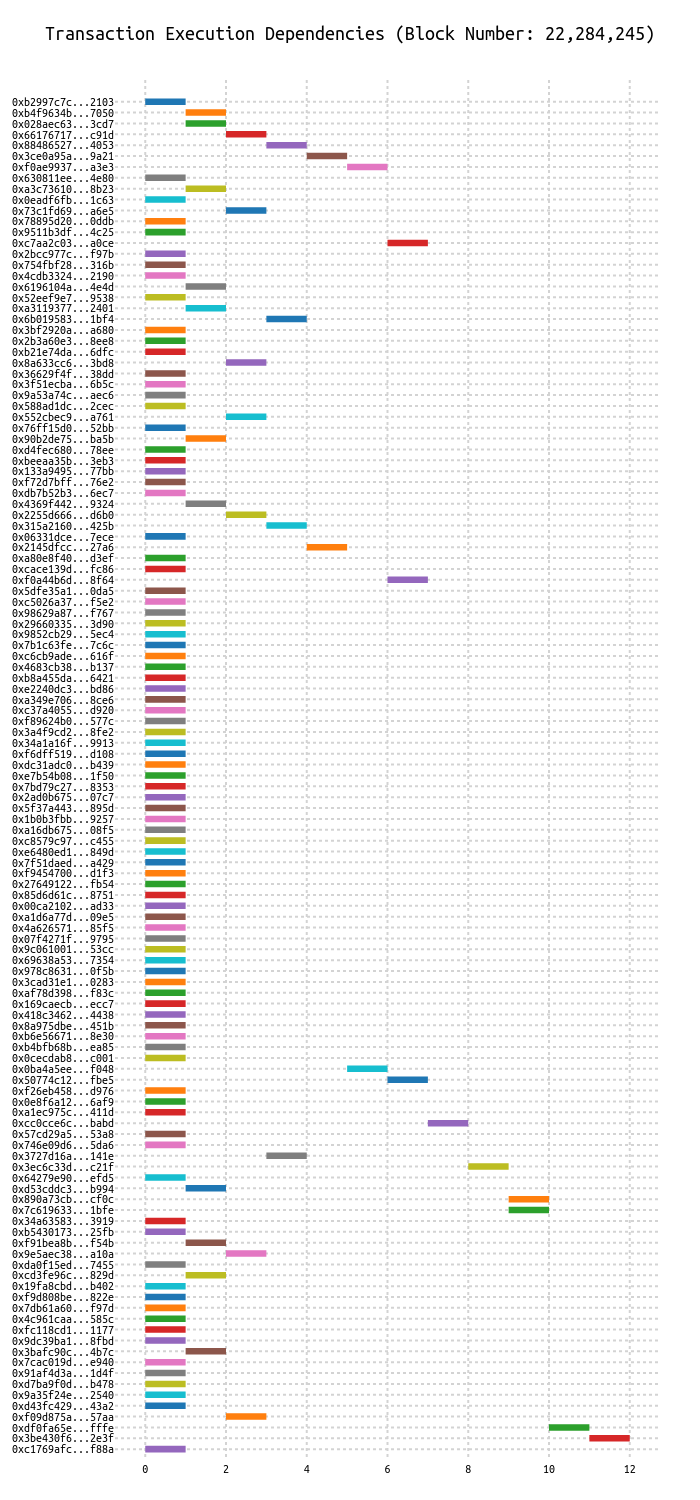 Transaction Execution Dependencies (Block Number: 22,284,245)
0xb2997c7c...2103
0xb4f9634b...7050
0x028aec63...3cd7
0x66176717...c91d
0x88486527...4053
0x3ce0a95a...9a21
0xf0ae9937...a3e3
0x630811ee...4e80
0xa3c73610...8b23
0x0eadf6fb...1c63
0x73c1fd69...a6e5
0x78895d20...0ddb
0x9511b3df...4c25
0xc7aa2c03...a0ce
0x2bcc977c...f97b
0x754fbf28...316b
0x4cdb3324...2190
0x6196104a...4e4d
0x52eef9e7...9538
0xa3119377...2401
0x6b019583...1bf4
0x3bf2920a...a680
0x2b3a60e3...8ee8
0xb21e74da...6dfc
0x8a633cc6...3bd8
0x36629f4f...38dd
0x3f51ecba...6b5c
0x9a53a74c...aec6
0x588ad1dc...2cec
0x552cbec9...a761
0x76ff15d0...52bb
0x90b2de75...ba5b
0xd4fec680...78ee
0xbeeaa35b...3eb3
0x133a9495...77bb
0xf72d7bff...76e2
0xdb7b52b3...6ec7
0x4369f442...9324
0x2255d666...d6b0
0x315a2160...425b
0x06331dce...7ece
0x2145dfcc...27a6
0xa80e8f40...d3ef
0xcace139d...fc86
0xf0a44b6d...8f64
0x5dfe35a1...0da5
0xc5026a37...f5e2
0x98629a87...f767
0x29660335...3d90
0x9852cb29...5ec4
0x7b1c63fe...7c6c
0xc6cb9ade...616f
0x4683cb38...b137
0xb8a455da...6421
0xe2240dc3...bd86
0xa349e706...8ce6
0xc37a4055...d920
0xf89624b0...577c
0x3a4f9cd2...8fe2
0x34a1a16f...9913
0xf6dff519...d108
0xdc31adc0...b439
0xe7b54b08...1f50
0x7bd79c27...8353
0x2ad0b675...07c7
0x5f37a443...895d
0x1b0b3fbb...9257
0xa16db675...08f5
0xc8579c97...c455
0xe6480ed1...849d
0x7f51daed...a429
0xf9454700...d1f3
0x27649122...fb54
0x85d6d61c...8751
0x00ca2102...ad33
0xa1d6a77d...09e5
0x4a626571...85f5
0x07f4271f...9795
0x9c061001...53cc
0x69638a53...7354
0x978c8631...0f5b
0x3cad31e1...0283
0xaf78d398...f83c
0x169caecb...ecc7
0x418c3462...4438
0x8a975dbe...451b
0xb6e56671...8e30
0xb4bfb68b...ea85
0x0cecdab8...c001
0x0ba4a5ee...f048
0x50774c12...fbe5
0xf26eb458...d976
0x0e8f6a12...6af9
0xa1ec975c...411d
0xcc0cce6c...babd
0x57cd29a5...53a8
0x746e09d6...5da6
0x3727d16a...141e
0x3ec6c33d...c21f
0x64279e90...efd5
0xd53cddc3...b994
0x890a73cb...cf0c
0x7c619633...1bfe
0x34a63583...3919
0xb5430173...25fb
0xf91bea8b...f54b
0x9e5aec38...a10a
0xda0f15ed...7455
0xcd3fe96c...829d
0x19fa8cbd...b402
0xf9d808be...822e
0x7db61a60...f97d
0x4c961caa...585c
0xfc118cd1...1177
0x9dc39ba1...8fbd
0x3bafc90c...4b7c
0x7cac019d...e940
0x91af4d3a...1d4f
0xd7ba9f0d...b478
0x9a35f24e...2540
0xd43fc429...43a2
0xf09d875a...57aa
0xdf0fa65e...fffe
0x3be430f6...2e3f
0xc1769afc...f88a
0 2 4 6 8 10 12